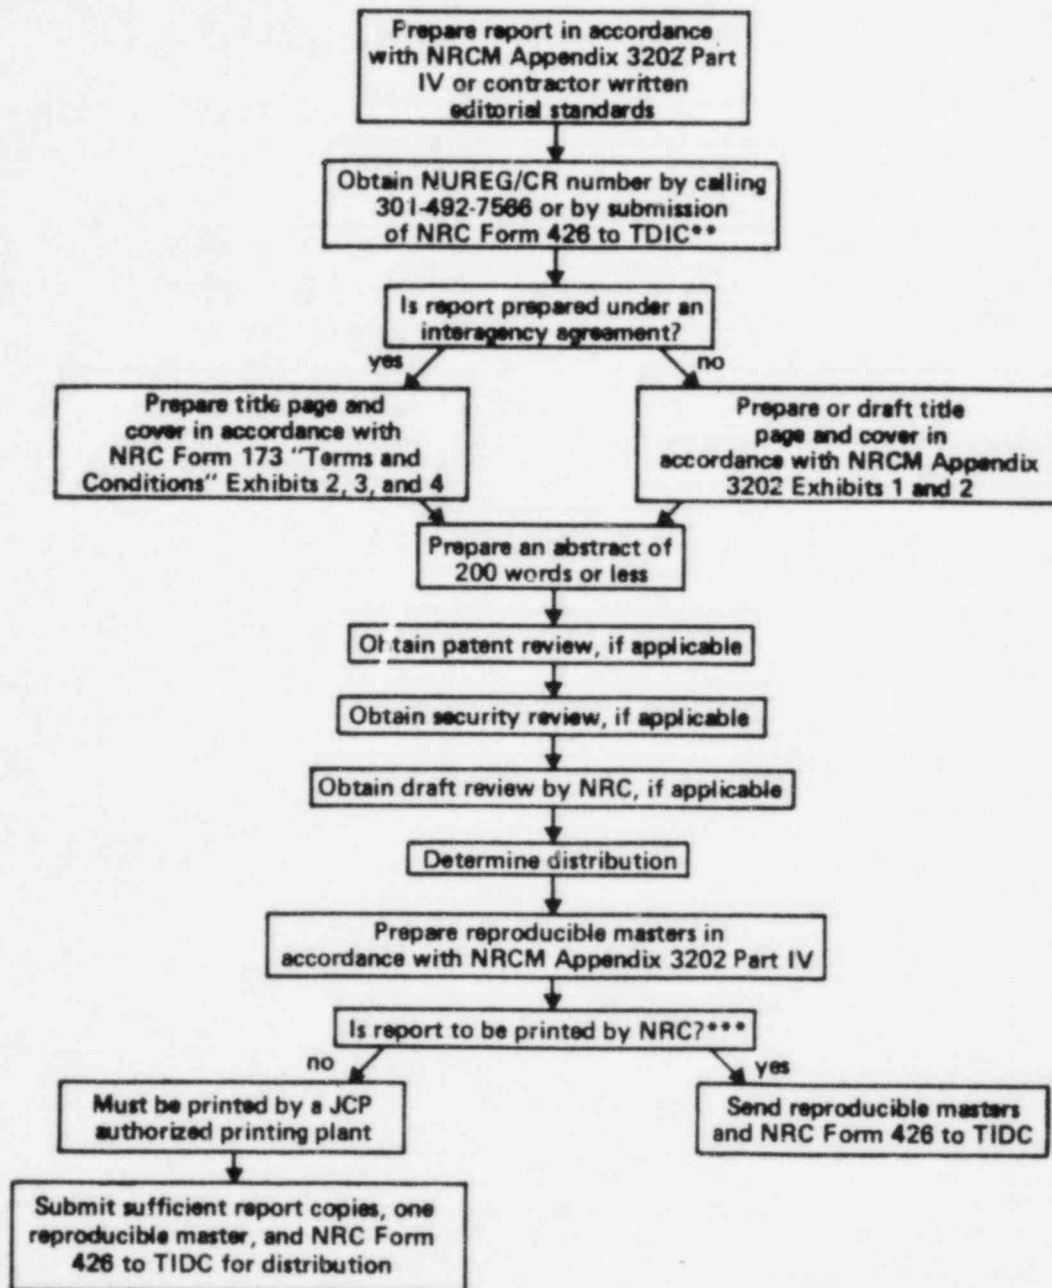 Prepare report in accordance
with NRCM Appendix 3202 Part
IV or contractor written
editorial standards
Obtain NUREG/CR number by calling
301-492-7566 or by submission
of NRC Form 426 to TDIC**
Is report prepared under an
interagency agreement?
yes
no
Prepare title page and
cover in accordance with
NRC Form 173 "Terms and
Conditions" Exhibits 2, 3, and 4
Prepare or draft title
page and cover in
accordance with NRCM Appendix
3202 Exhibits 1 and 2
Prepare an abstract of
200 words or less
Obtain patent review, if applicable
Obtain security review, if applicable
Obtain draft review by NRC, if applicable
Determine distribution
Prepare reproducible masters in
accordance with NRCM Appendix 3202 Part IV
Is report to be printed by NRC?***
no
yes
Must be printed by a JCP
authorized printing plant
Send reproducible masters
and NRC Form 426 to TIDC
Submit sufficient report copies, one
reproducible master, and NRC Form
426 to TIDC for distribution